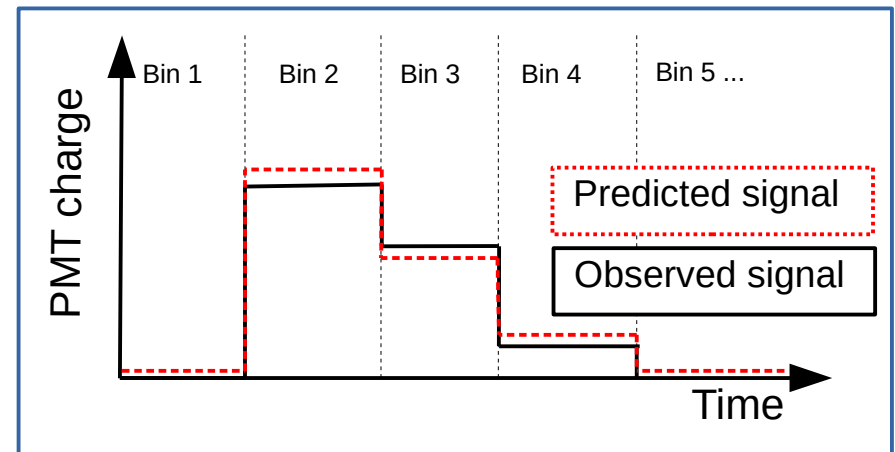 Bin 1
Bin 2
Bin 3
Bin 4
Bin 5 ...
PMT charge
Predicted signal
Observed signal
Time